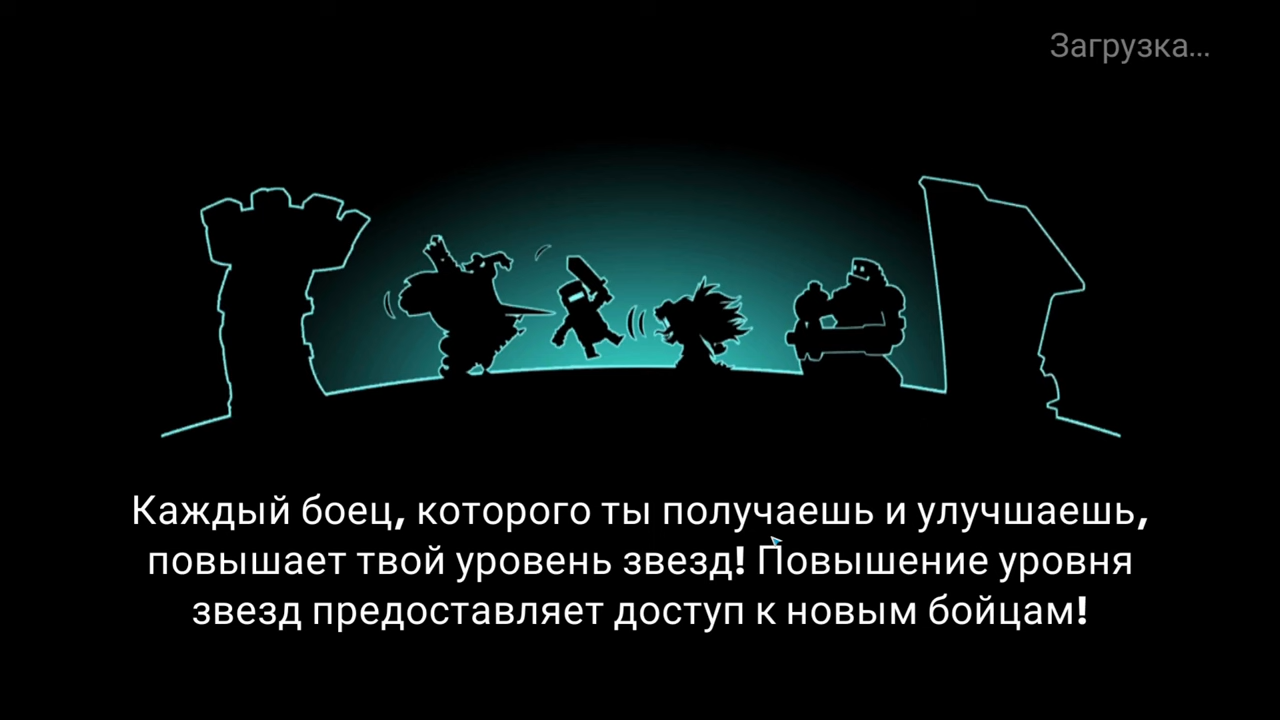 Загрузка...
Каждый боец, которого ты получаешь и улучшаешь,
повышает твой уровень звезд! Повышение уровня
звезд предоставляет доступ к новым бойцам!